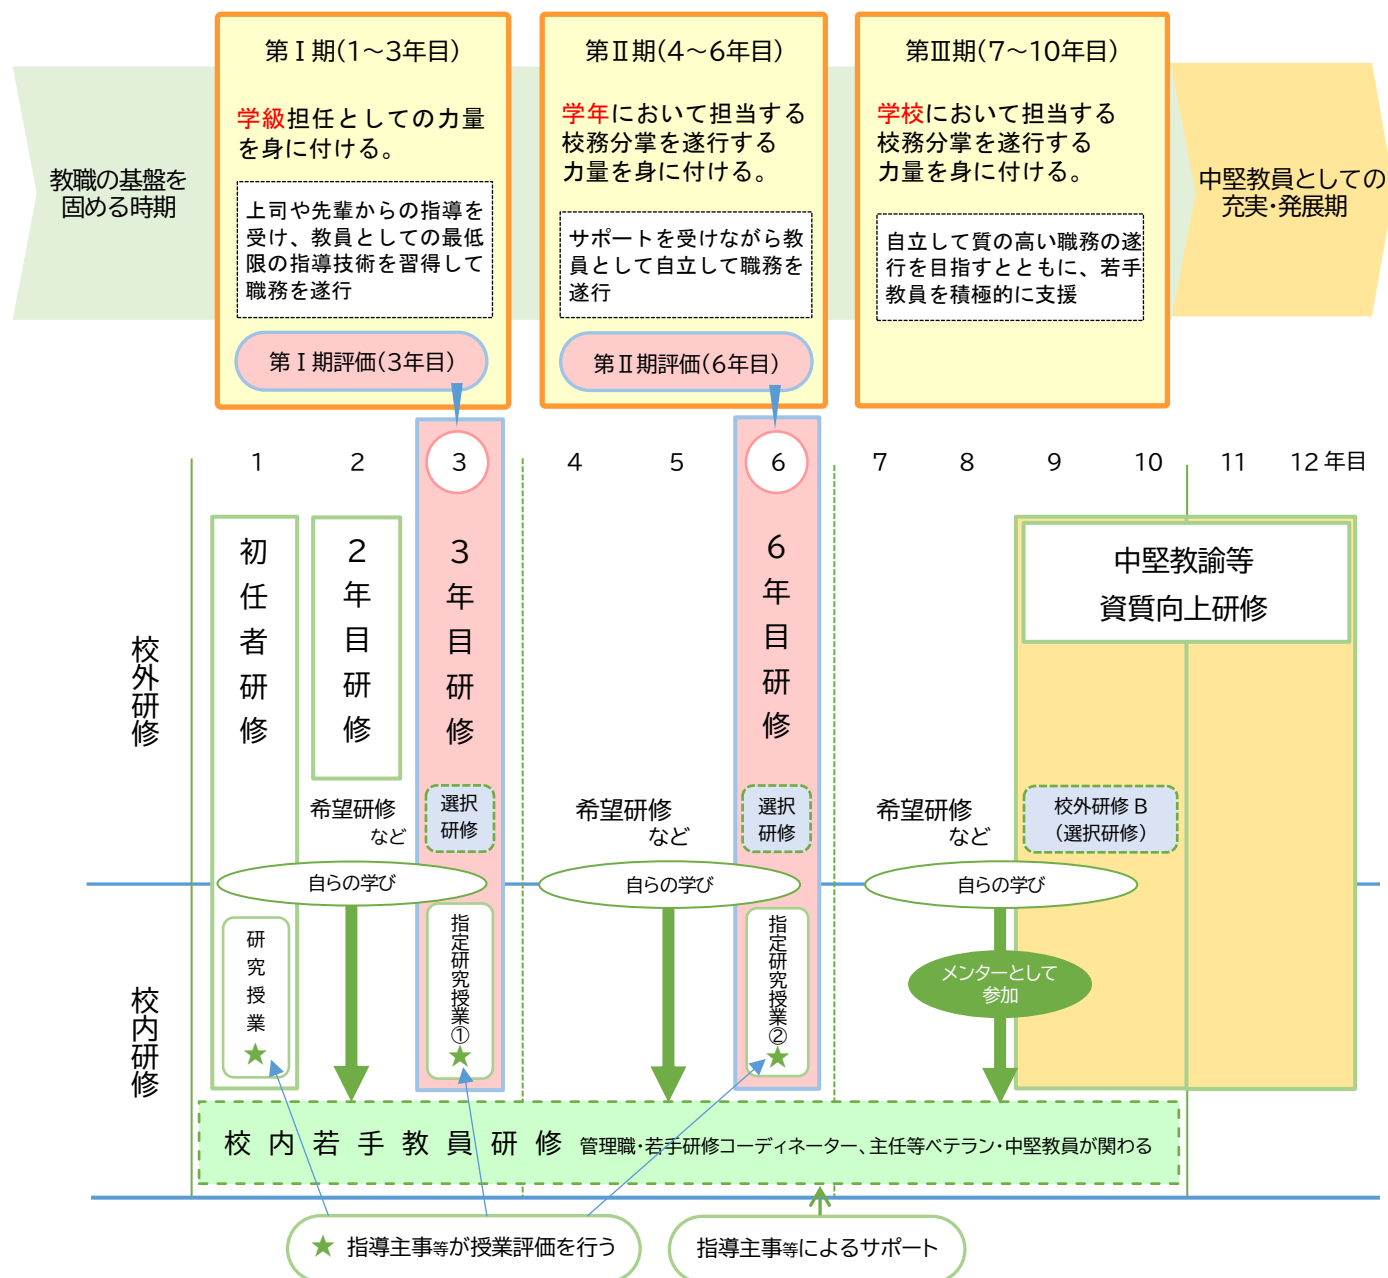 教職の基盤を
固める時期
第Ⅰ期(1～3年目)
学級担任としての力量
を身に付ける。
上司や先輩からの指導を
受け、教員としての最低
限の指導技術を習得して
職務を遂行
第Ⅰ期評価(3年目)
第Ⅱ期(4～6年目)
学年において担当する
校務分掌を遂行する
力量を身に付ける。
サポートを受けながら教
員として自立して職務を
遂行
第Ⅱ期評価(6年目)
第Ⅲ期(7～10年目)
学校において担当する
校務分掌を遂行する
力量を身に付ける。
自立して質の高い職務の遂
行を目指すとともに、若手
教員を積極的に支援
中堅教員としての
充実・発展期
1 2 3 4 5 6 7 8 9 10 11 12年目
校外研修
初任者研修
2年目研修
3年目研修
6年目研修
中堅教諭等
資質向上研修
希望研修
など
選択
研修
希望研修
など
選択
研修
希望研修
など
校外研修B
(選択研修)
自らの学び
自らの学び
自らの学び
校内研修
研究授業
★
指定研究授業①
★
指定研究授業②
★
メンターとして
参加
校内若手教員研修 管理職・若手研修コーディネーター、主任等ベテラン・中堅教員が関わる
★ 指導主事等が授業評価を行う
指導主事等によるサポート